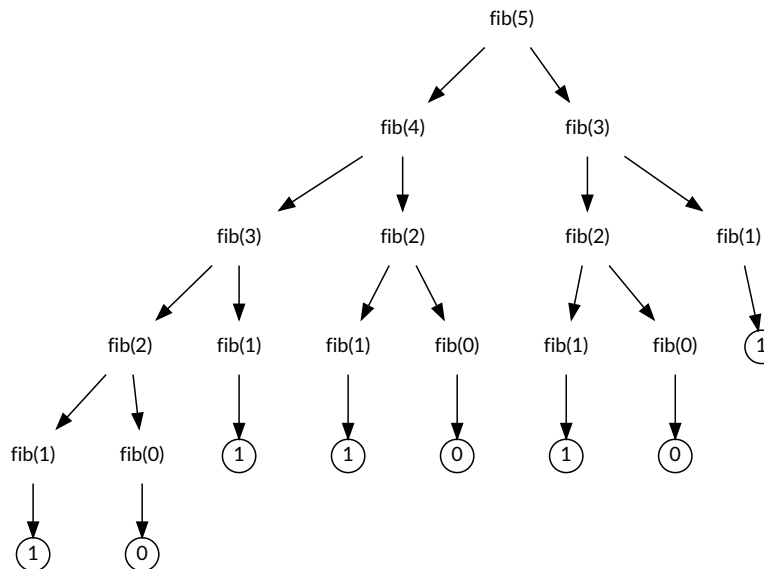 fib(5)
fib(4) fib(3)
fib(3) fib(2) fib(2) fib(1)
fib(2) fib(1) fib(1) fib(0) fib(1) fib(0) 1
fib(1) fib(0) 1 1 0 1 0
1 0